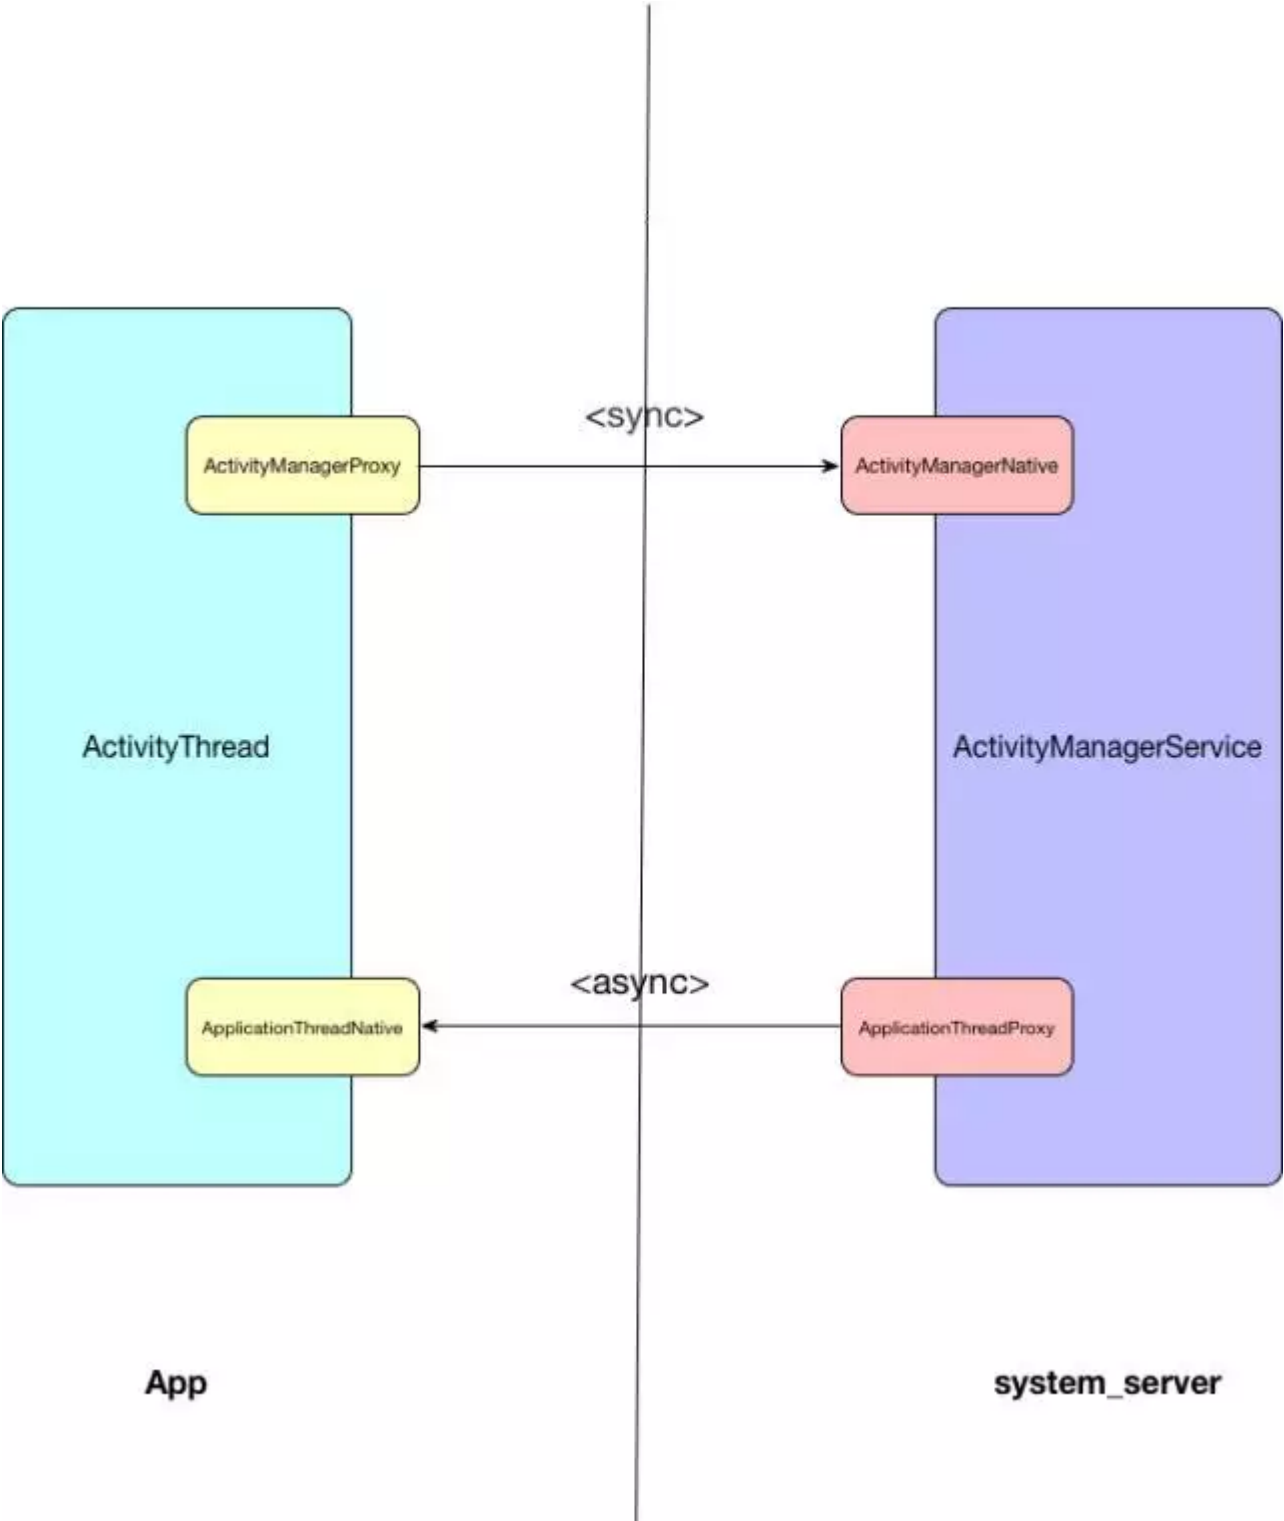 <sync>
ActivityManagerProxy
ActivityManagerNative
ActivityThread
ActivityManagerService
<async>
ApplicationThreadNative
ApplicationThreadProxy
App
system_server